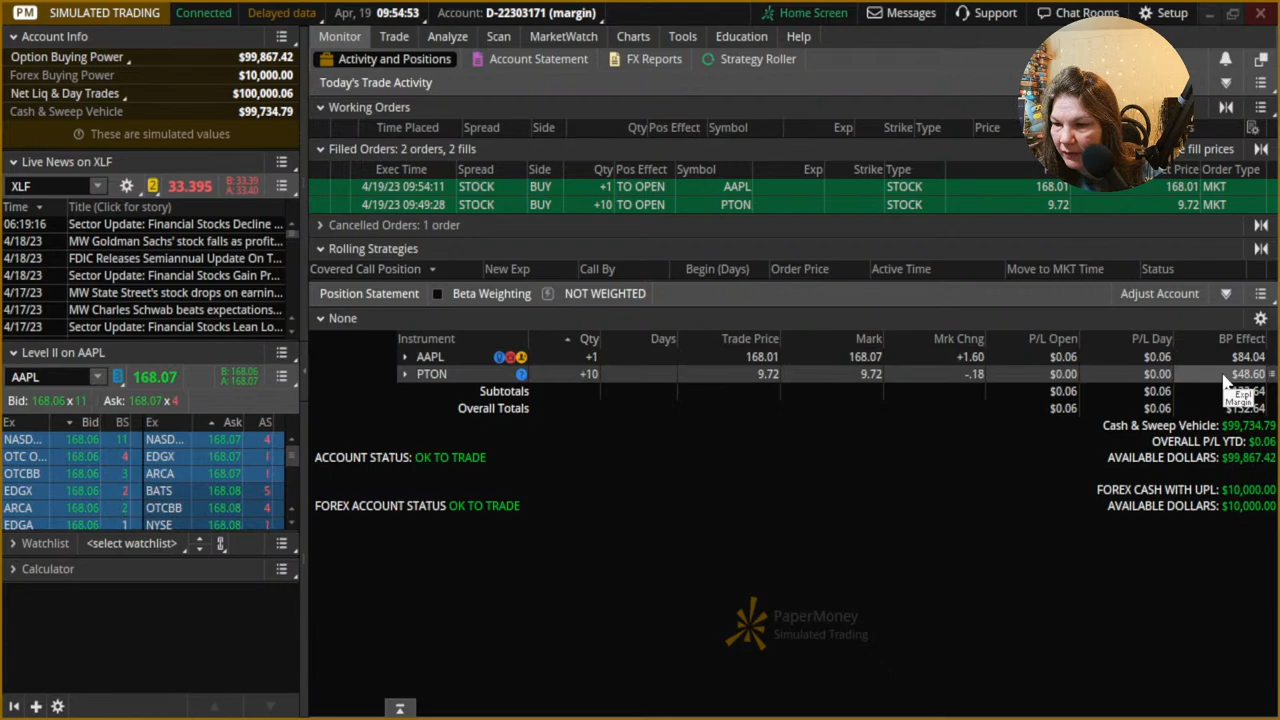 PM SIMULATED TRADING Connected Delayed data Apr, 19 09:54:53 Account: D-22303171 (margin) Home Screen Messages Support Chat Rooms Setup
Account Info
Option Buying Power $99,867.42
Forex Buying Power $10,000.00
Net Liq & Day Trades $100,000.06
Cash & Sweep Vehicle $99,734.79
These are simulated values
Live News on XLF
XLF 2 33.395 B: 33.39 A: 33.40
Time Title (Click for story)
06:19:16 Sector Update: Financial Stocks Decline ...
4/18/23 MW Goldman Sachs' stock falls as profit...
4/18/23 FDIC Releases Semiannual Update On T...
4/18/23 Sector Update: Financial Stocks Gain Pr...
4/17/23 MW State Street's stock drops on earnin...
4/17/23 MW Charles Schwab beats expectations...
4/17/23 Sector Update: Financial Stocks Lean Lo...
Level II on AAPL
AAPL 3 168.07 B: 168.06 A: 168.07
Bid: 168.06 x 11 Ask: 168.07 x 4
Ex Bid BS Ex Ask AS
NASD... 168.06 11 NASD... 168.07 4
OTC O... 168.06 4 EDGX 168.07 1
OTCBB 168.06 3 ARCA 168.07 1
EDGX 168.06 2 BATS 168.08 5
ARCA 168.06 2 OTCBB 168.08 4
EDGA 168.06 1 NYSE 168.08 4
Watchlist <select watchlist>
Calculator
Monitor Trade Analyze Scan MarketWatch Charts Tools Education Help
Activity and Positions Account Statement FX Reports Strategy Roller
Today's Trade Activity
Working Orders
Time Placed Spread Side Qty Pos Effect Symbol Exp Strike Type Price
Filled Orders: 2 orders, 2 fills e fill prices
Exec Time Spread Side Qty Pos Effect Symbol Exp Strike Type Price Order Type
4/19/23 09:54:11 STOCK BUY +1 TO OPEN AAPL STOCK 168.01 168.01 MKT
4/19/23 09:49:28 STOCK BUY +10 TO OPEN PTON STOCK 9.72 9.72 MKT
Cancelled Orders: 1 order
Rolling Strategies
Covered Call Position New Exp Call By Begin (Days) Order Price Active Time Move to MKT Time Status
Position Statement Beta Weighting NOT WEIGHTED Adjust Account
None
Instrument Qty Days Trade Price Mark Mrk Chng P/L Open P/L Day BP Effect
AAPL +1 168.01 168.07 +1.60 $0.06 $0.06 $84.04
PTON ? +10 9.72 9.72 -.18 $0.00 $0.00 $48.60
Subtotals $0.06 $0.06
Overall Totals $0.06 $0.06 $132.64
Expl
Margin
Cash & Sweep Vehicle: $99,734.79
OVERALL P/L YTD: $0.06
ACCOUNT STATUS: OK TO TRADE AVAILABLE DOLLARS: $99,867.42
FOREX CASH WITH UPL: $10,000.00
FOREX ACCOUNT STATUS OK TO TRADE AVAILABLE DOLLARS: $10,000.00
PaperMoney
Simulated Trading